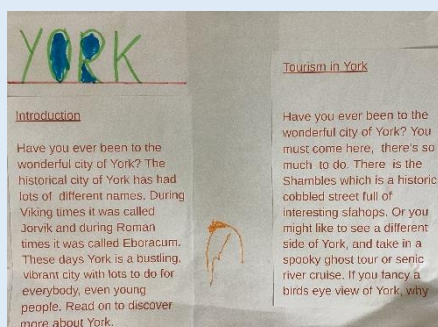 YORK
Introduction
Have you ever been to the
wonderful city of York? The
historical city of York has had
lots of different names. During
Viking times it was called
Jorvik and during Roman
times it was called Eboracum.
These days York is a bustling,
vibrant city with lots to do for
everybody, even young
people. Read on to discover
more about York.
Tourism in York
Have you ever been to the
wonderful city of York? You
must come here, there's so
much to do. There is the
Shambles which is a historic
cobbled street full of
interesting sfahops. Or you
might like to see a different
side of York, and take in a
spooky ghost tour or senic
river cruise. If you fancy a
birds eye view of York, why